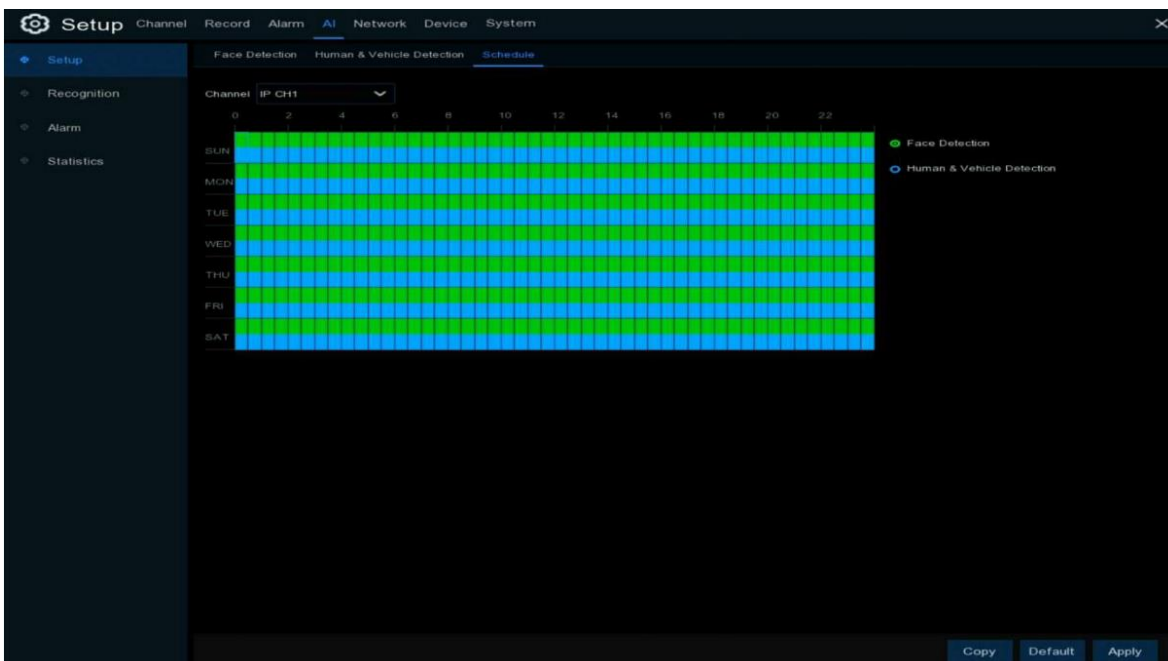 Setup Channel Record Alarm AI Network Device System
Setup
Recognition
Alarm
Statistics
Face Detection Human & Vehicle Detection Schedule
Channel IP CH1
0 2 4 6 8 10 12 14 16 18 20 22
SUN
MON
TUE
WED
THU
FRI
SAT
Face Detection
Human & Vehicle Detection
Copy Default Apply